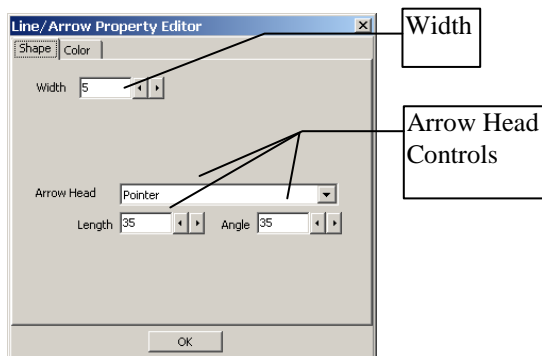 Line/Arrow Property Editor
Width
Shape Color
Width 5
Arrow Head
Controls
Arrow Head Pointer
Length 35 Angle 35
OK